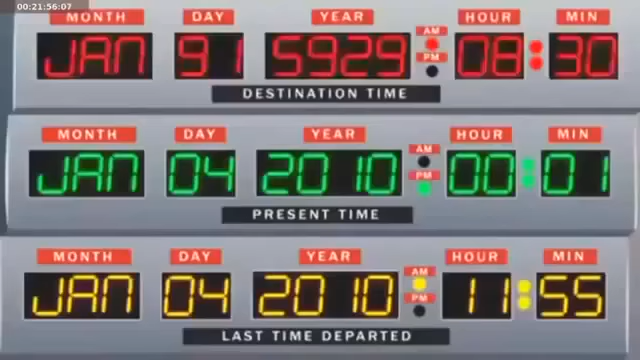 00:21:56:07
MONTH DAY YEAR HOUR MIN
JAN 91 5929 AM PM 08:30
DESTINATION TIME
MONTH DAY YEAR HOUR MIN
JAN 04 2010 AM PM 00:01
PRESENT TIME
MONTH DAY YEAR HOUR MIN
JAN 04 2010 AM PM 11:55
LAST TIME DEPARTED